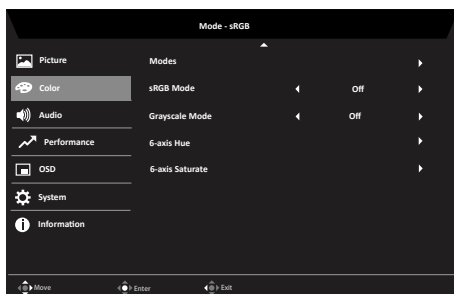 Mode - sRGB
Picture
Color
Audio
Performance
OSD
System
Information
Modes
sRGB Mode Off
Grayscale Mode Off
6-axis Hue
6-axis Saturate
Move Enter Exit